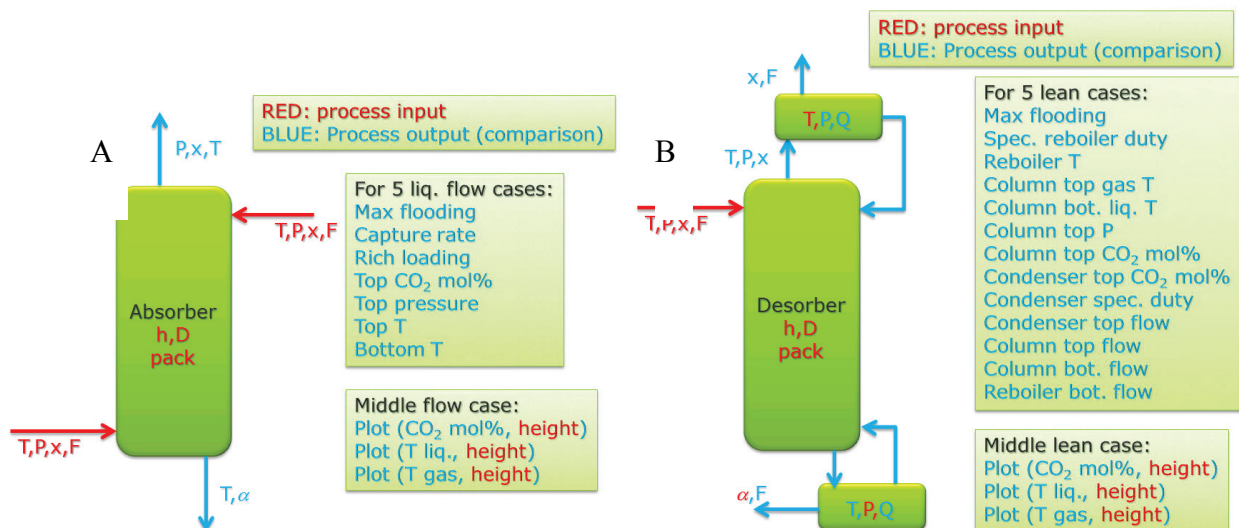 A
P,x,T
RED: process input
BLUE: Process output (comparison)
T,P,x,F
For 5 liq. flow cases:
Max flooding
Capture rate
Rich loading
Top CO₂ mol%
Top pressure
Top T
Bottom T
Absorber
h,D
pack
T,P,x,F
T,α
Middle flow case:
Plot (CO₂ mol%, height)
Plot (T liq., height)
Plot (T gas, height)
B
x,F
T,P,Q
T,P,x
T,P,x,F
RED: process input
BLUE: Process output (comparison)
Desorber
h,D
pack
α,F
T,P,Q
For 5 lean cases:
Max flooding
Spec. reboiler duty
Reboiler T
Column top gas T
Column bot. liq. T
Column top P
Column top CO₂ mol%
Condenser top CO₂ mol%
Condenser spec. duty
Condenser top flow
Column top flow
Column bot. flow
Reboiler bot. flow
Middle lean case:
Plot (CO₂ mol%, height)
Plot (T liq., height)
Plot (T gas, height)